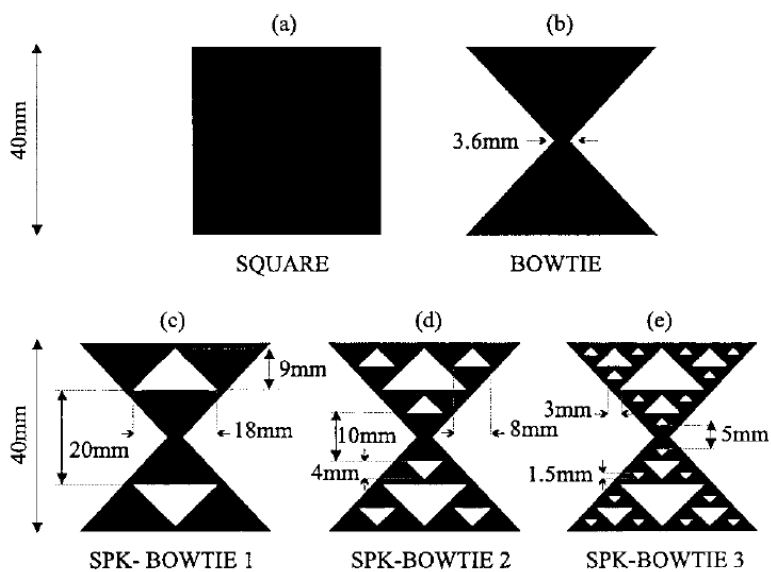 (a)
(b)
40mm
3.6mm
SQUARE
BOWTIE
(c)
(d)
(e)
40mm
9mm
20mm
18mm
10mm
8mm
4mm
3mm
5mm
1.5mm
SPK- BOWTIE 1
SPK-BOWTIE 2
SPK-BOWTIE 3